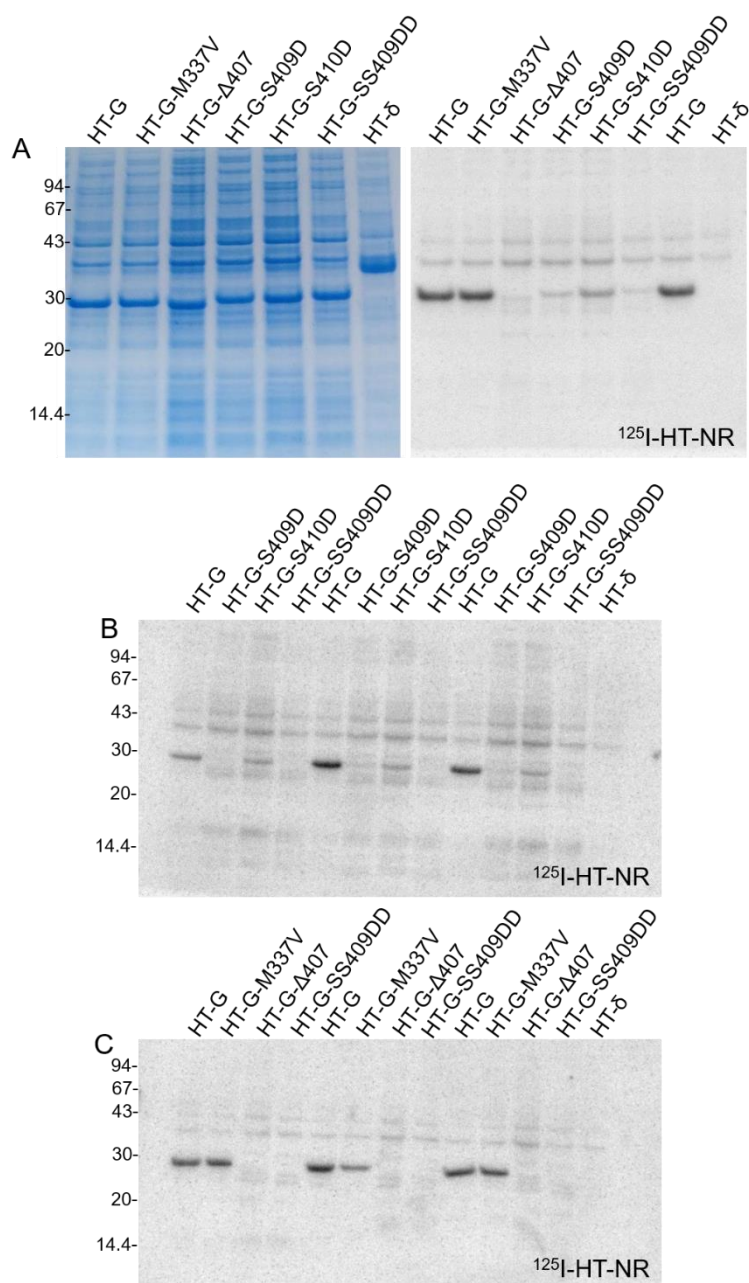 HT-G
HT-G-M337V
HT-G-Δ407
HT-G-S409D
HT-G-S410D
HT-G-SS409DD
HT-δ
HT-G
HT-G-M337V
HT-G-Δ407
HT-G-S409D
HT-G-S410D
HT-G-SS409DD
HT-G
HT-δ
A
94-
67-
43-
30-
20-
14.4-
¹²⁵I-HT-NR
HT-G
HT-G-S409D
HT-G-S410D
HT-G-SS409DD
HT-G
HT-G-S409D
HT-G-S410D
HT-G-SS409DD
HT-G
HT-G-S409D
HT-G-S410D
HT-G-SS409DD
HT-δ
B
94-
67-
43-
30-
20-
14.4-
¹²⁵I-HT-NR
HT-G
HT-G-M337V
HT-G-Δ407
HT-G-SS409DD
HT-G
HT-G-M337V
HT-G-Δ407
HT-G-SS409DD
HT-G
HT-G-M337V
HT-G-Δ407
HT-G-SS409DD
HT-δ
C
94-
67-
43-
30-
20-
14.4-
¹²⁵I-HT-NR